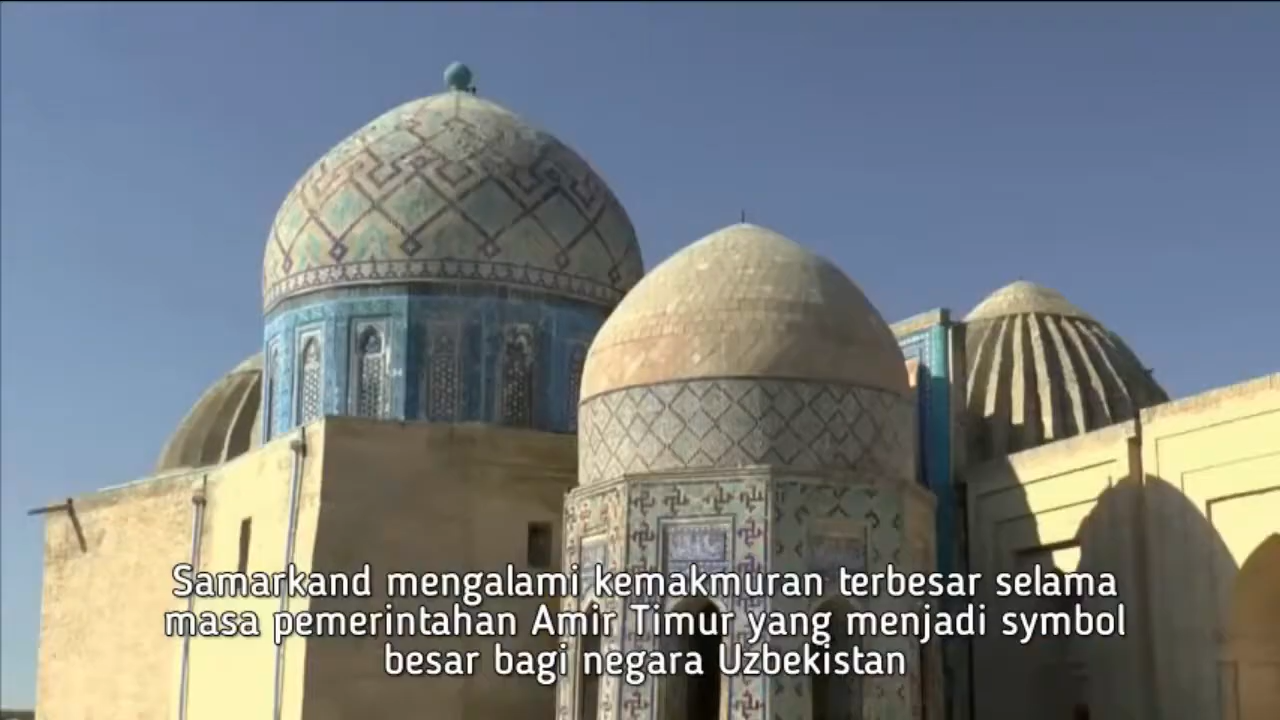 Samarkand mengalami kemakmuran terbesar selama
masa pemerintahan Amir Timur yang menjadi symbol
besar bagi negara Uzbekistan